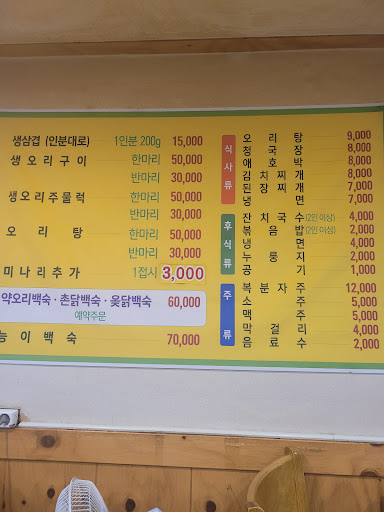 생삼겹 (인분대로) 1인분 200g 15,000
생오리구이 한마리 50,000
반마리 30,000
생오리주물럭 한마리 50,000
반마리 30,000
오리탕 한마리 50,000
반마리 30,000
미나리추가 1접시 3,000
약오리백숙·촌닭백숙·옻닭백숙 60,000
예약주문
능이백숙 70,000
식사류
오리탕 9,000
청국장 8,000
애호박 8,000
김치찌개 8,000
된장찌개 7,000
냉면 7,000
후식류
잔치국수(2인 이상) 4,000
볶음밥(2인 이상) 2,000
냉면 4,000
누룽지 2,000
공기 1,000
주류
복분자주 12,000
소주 5,000
맥주 5,000
막걸리 4,000
음료수 2,000